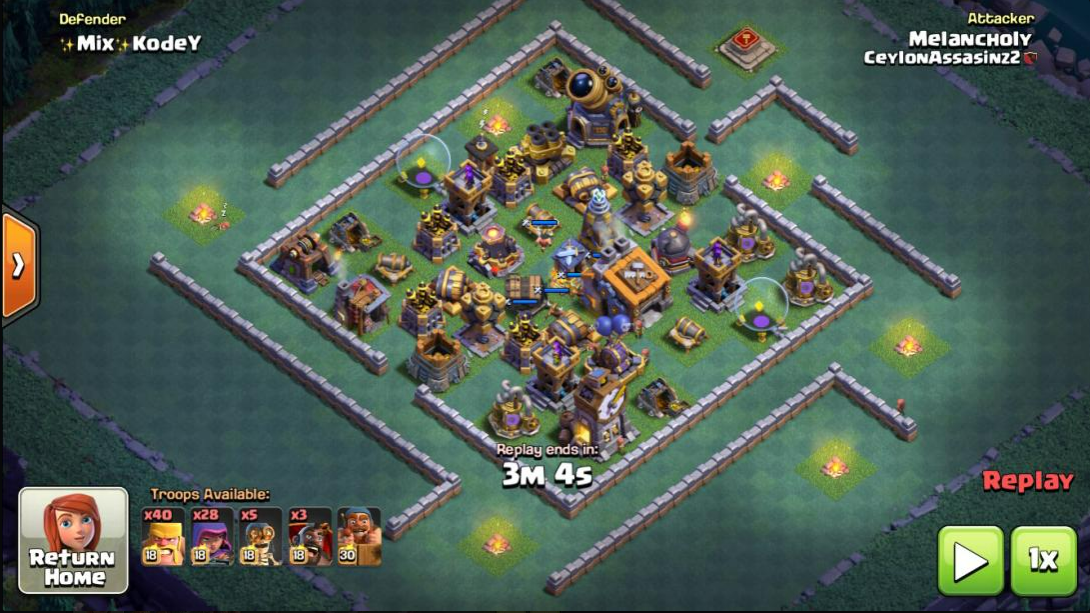 Defender
✨Mix✨KodeY
Attacker
Melancholy
CeylonAssasinz2
Replay ends in:
3m 4s
Replay
Troops Available:
x40 x28 x5 x3
18 18 18 18 30
Return
Home
1x